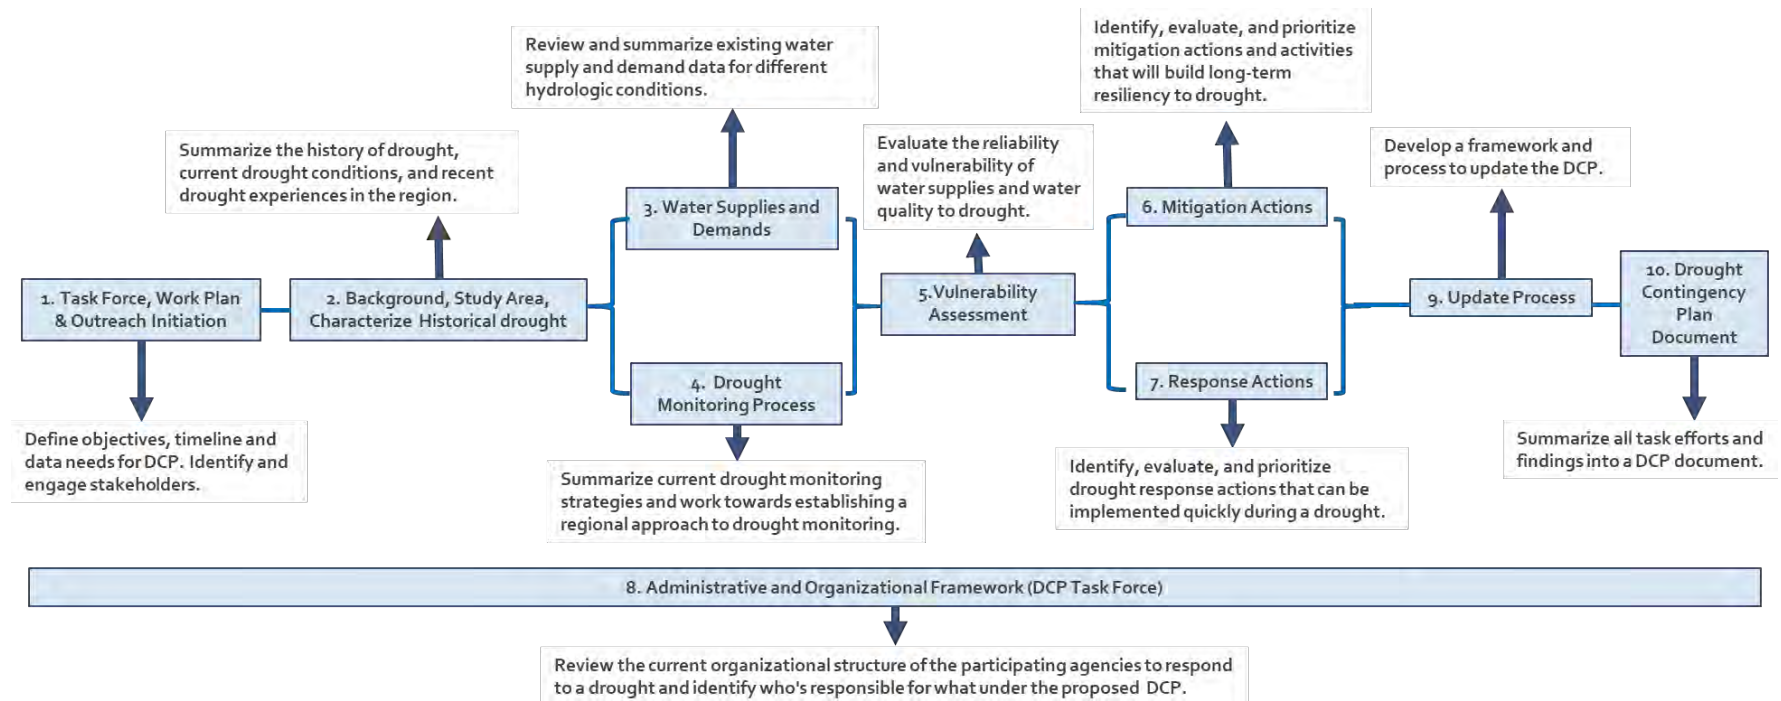 Review and summarize existing water
supply and demand data for different
hydrologic conditions.
Identify, evaluate, and prioritize
mitigation actions and activities
that will build long-term
resiliency to drought.
Summarize the history of drought,
current drought conditions, and recent
drought experiences in the region.
Evaluate the reliability
and vulnerability of
water supplies and water
quality to drought.
Develop a framework and
process to update the DCP.
1. Task Force, Work Plan
& Outreach Initiation
2. Background, Study Area,
Characterize Historical drought
3. Water Supplies and
Demands
4. Drought
Monitoring Process
5.Vulnerability
Assessment
6. Mitigation Actions
7. Response Actions
9. Update Process
10. Drought
Contingency
Plan
Document
Define objectives, timeline and
data needs for DCP. Identify and
engage stakeholders.
Summarize current drought monitoring
strategies and work towards establishing a
regional approach to drought monitoring.
Identify, evaluate, and prioritize
drought response actions that can be
implemented quickly during a drought.
Summarize all task efforts and
findings into a DCP document.
8. Administrative and Organizational Framework (DCP Task Force)
Review the current organizational structure of the participating agencies to respond
to a drought and identify who's responsible for what under the proposed DCP.